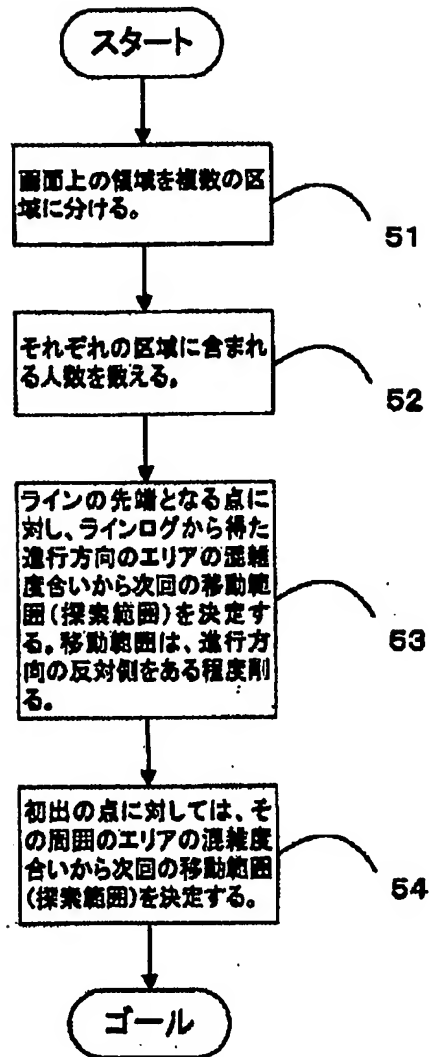 スタート
画面上の領域を複数の区
域に分ける。
51
それぞれの区域に含まれ
る人数を数える。
52
ラインの先端となる点に
対し、ラインログから得た
進行方向のエリアの混雑
度合いから次回の移動範
囲(探索範囲)を決定す
る。移動範囲は、進行方
向の反対側をある程度削
る。
53
初出の点に対しては、そ
の周囲のエリアの混雑度
合いから次回の移動範囲
(探索範囲)を決定する。
54
ゴール